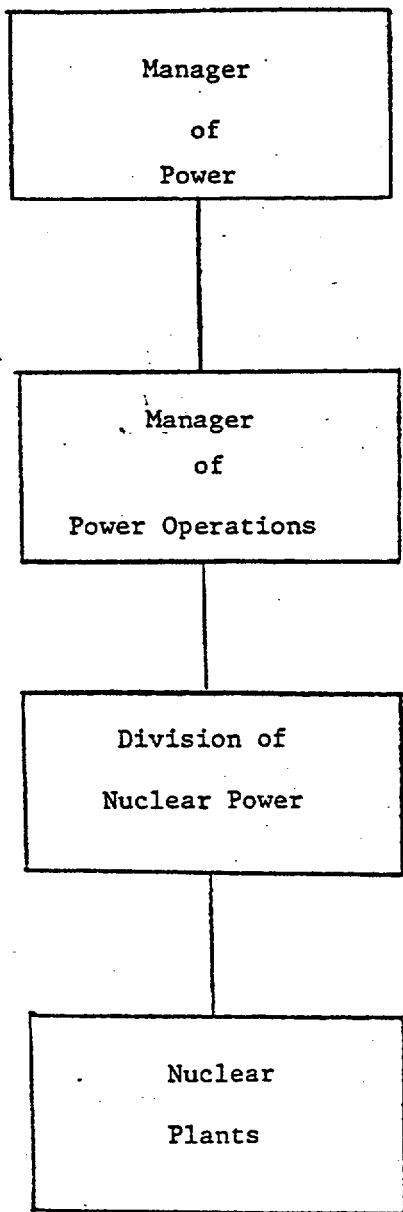 Manager
of
Power
Manager
of
Power Operations
Division of
Nuclear Power
Nuclear
Plants